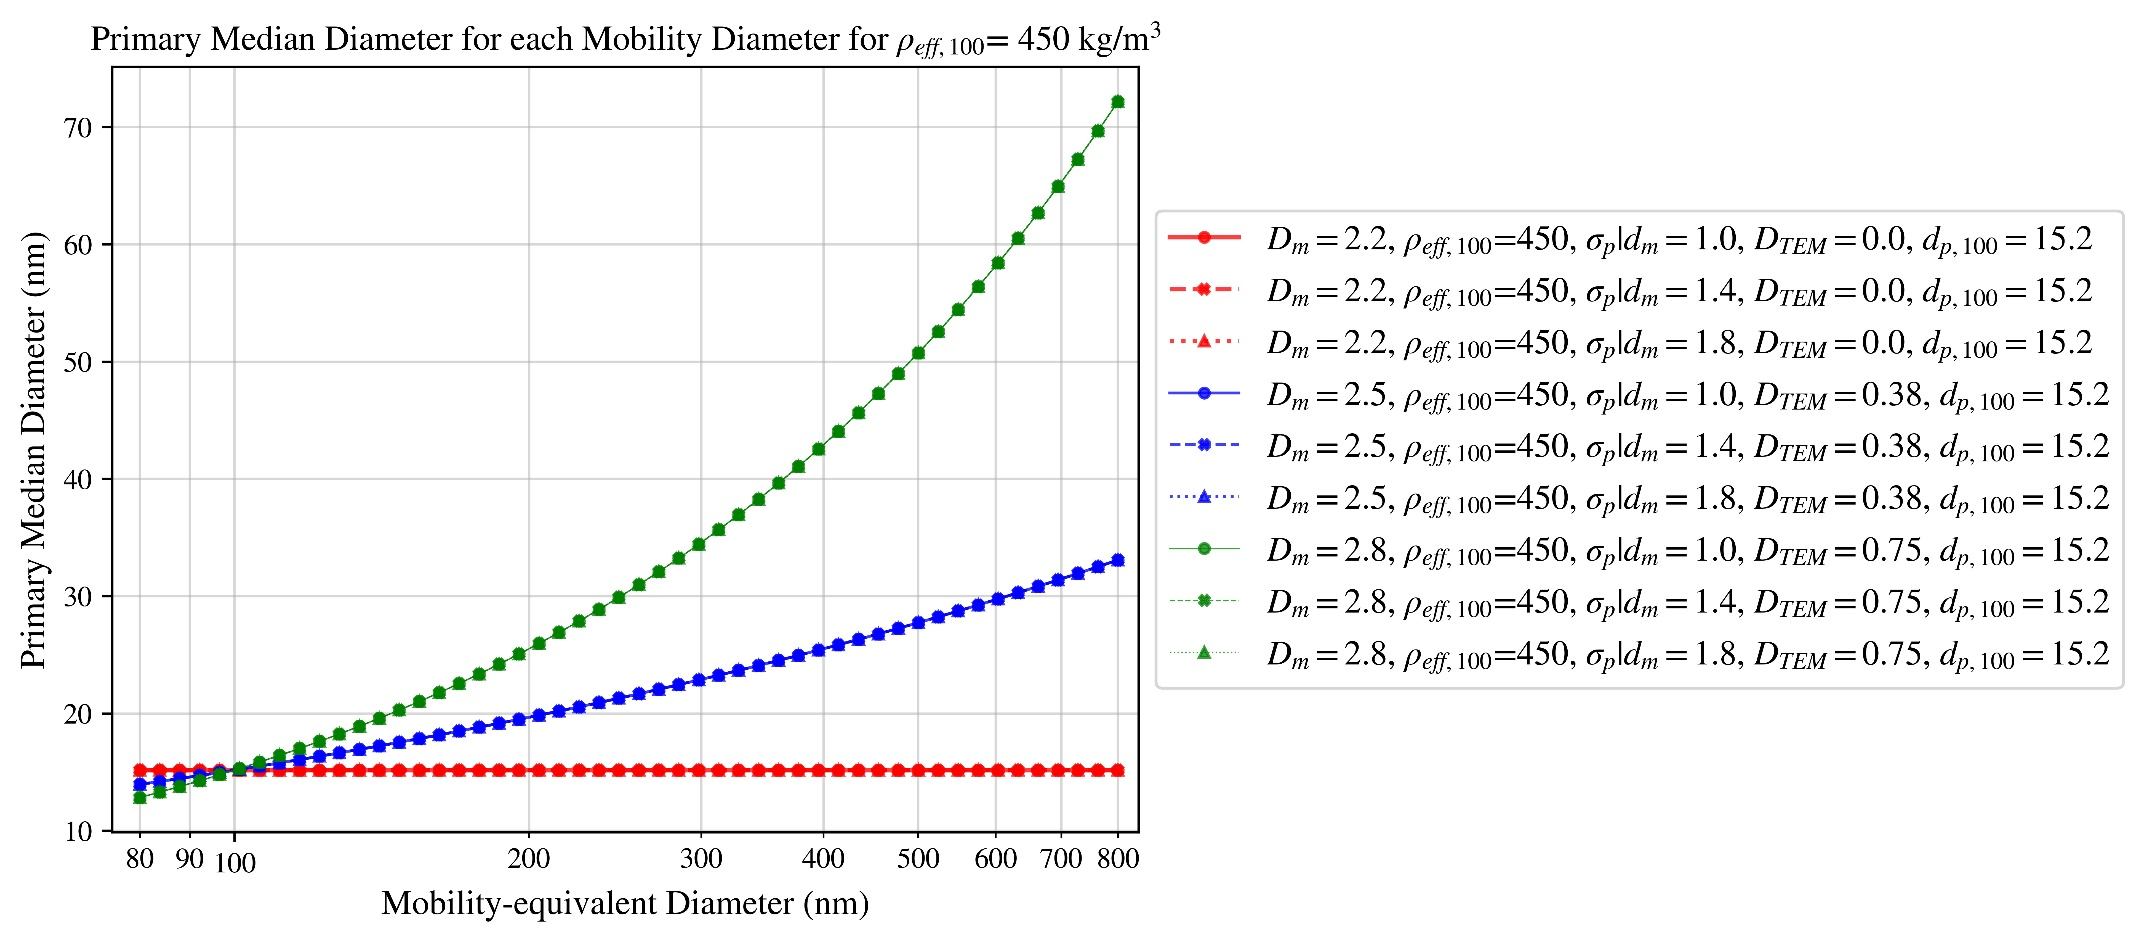 Primary Median Diameter for each Mobility Diameter for ρeff, 100= 450 kg/m³
Primary Median Diameter (nm)
70
60
50
40
30
20
10
80 90 100 200 300 400 500 600 700 800
Mobility-equivalent Diameter (nm)
Dm = 2.2, ρeff, 100=450, σp|dm = 1.0, DTEM = 0.0, dp, 100 = 15.2
Dm = 2.2, ρeff, 100=450, σp|dm = 1.4, DTEM = 0.0, dp, 100 = 15.2
Dm = 2.2, ρeff, 100=450, σp|dm = 1.8, DTEM = 0.0, dp, 100 = 15.2
Dm = 2.5, ρeff, 100=450, σp|dm = 1.0, DTEM = 0.38, dp, 100 = 15.2
Dm = 2.5, ρeff, 100=450, σp|dm = 1.4, DTEM = 0.38, dp, 100 = 15.2
Dm = 2.5, ρeff, 100=450, σp|dm = 1.8, DTEM = 0.38, dp, 100 = 15.2
Dm = 2.8, ρeff, 100=450, σp|dm = 1.0, DTEM = 0.75, dp, 100 = 15.2
Dm = 2.8, ρeff, 100=450, σp|dm = 1.4, DTEM = 0.75, dp, 100 = 15.2
Dm = 2.8, ρeff, 100=450, σp|dm = 1.8, DTEM = 0.75, dp, 100 = 15.2